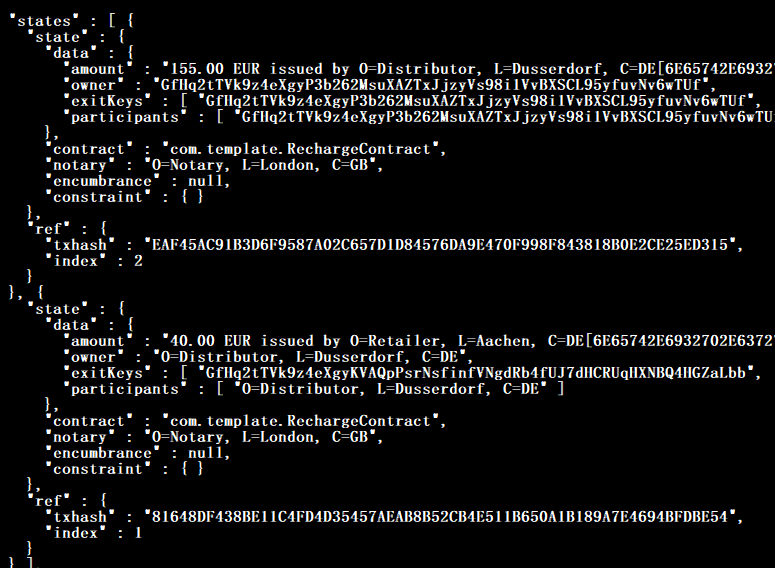 "states" : [ {
"state" : {
"data" : {
"amount" : "155.00 EUR issued by O=Distributor, L=Dusserdorf, C=DE[6E65742E69327
"owner" : "GfHq2tTVk9z4eXgyP3b262MsuXAZTxJjzyVs98i1VvBXSCL95yfuvNv6wTUf",
"exitKeys" : [ "GfHq2tTVk9z4eXgyP3b262MsuXAZTxJjzyVs98i1VvBXSCL95yfuvNv6wTUf",
"participants" : [ "GfHq2tTVk9z4eXgyP3b262MsuXAZTxJjzyVs98i1VvBXSCL95yfuvNv6wTU
},
"contract" : "com.template.RechargeContract",
"notary" : "O=Notary, L=London, C=GB",
"encumbrance" : null,
"constraint" : { }
},
"ref" : {
"txhash" : "EAF45AC91B3D6F9587A02C657D1D84576DA9E470F998F843818B0E2CE25ED315",
"index" : 2
}
}, {
"state" : {
"data" : {
"amount" : "40.00 EUR issued by O=Retailer, L=Aachen, C=DE[6E65742E6932702E63727
"owner" : "O=Distributor, L=Dusserdorf, C=DE",
"exitKeys" : [ "GfHq2tTVk9z4eXgyKVAQpPsrNsfinfVNgdRb4fUJ7dHCRUqHXNBQ4HGZaLbb",
"participants" : [ "O=Distributor, L=Dusserdorf, C=DE" ]
},
"contract" : "com.template.RechargeContract",
"notary" : "O=Notary, L=London, C=GB",
"encumbrance" : null,
"constraint" : { }
},
"ref" : {
"txhash" : "81648DF438BE11C4FD4D35457AEAB8B52CB4E511B650A1B189A7E4694BFDBE54",
"index" : 1
}
} ],